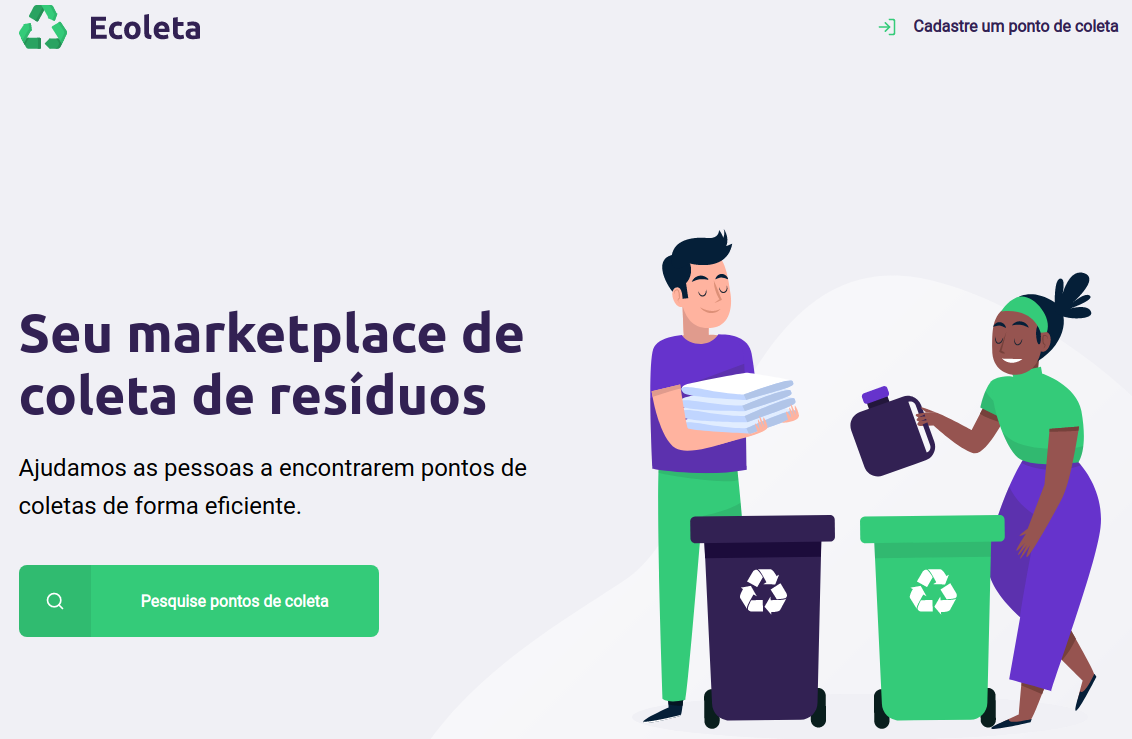 Ecoleta
Cadastre um ponto de coleta
Seu marketplace de
coleta de resíduos
Ajudamos as pessoas a encontrarem pontos de
coletas de forma eficiente.
Pesquise pontos de coleta